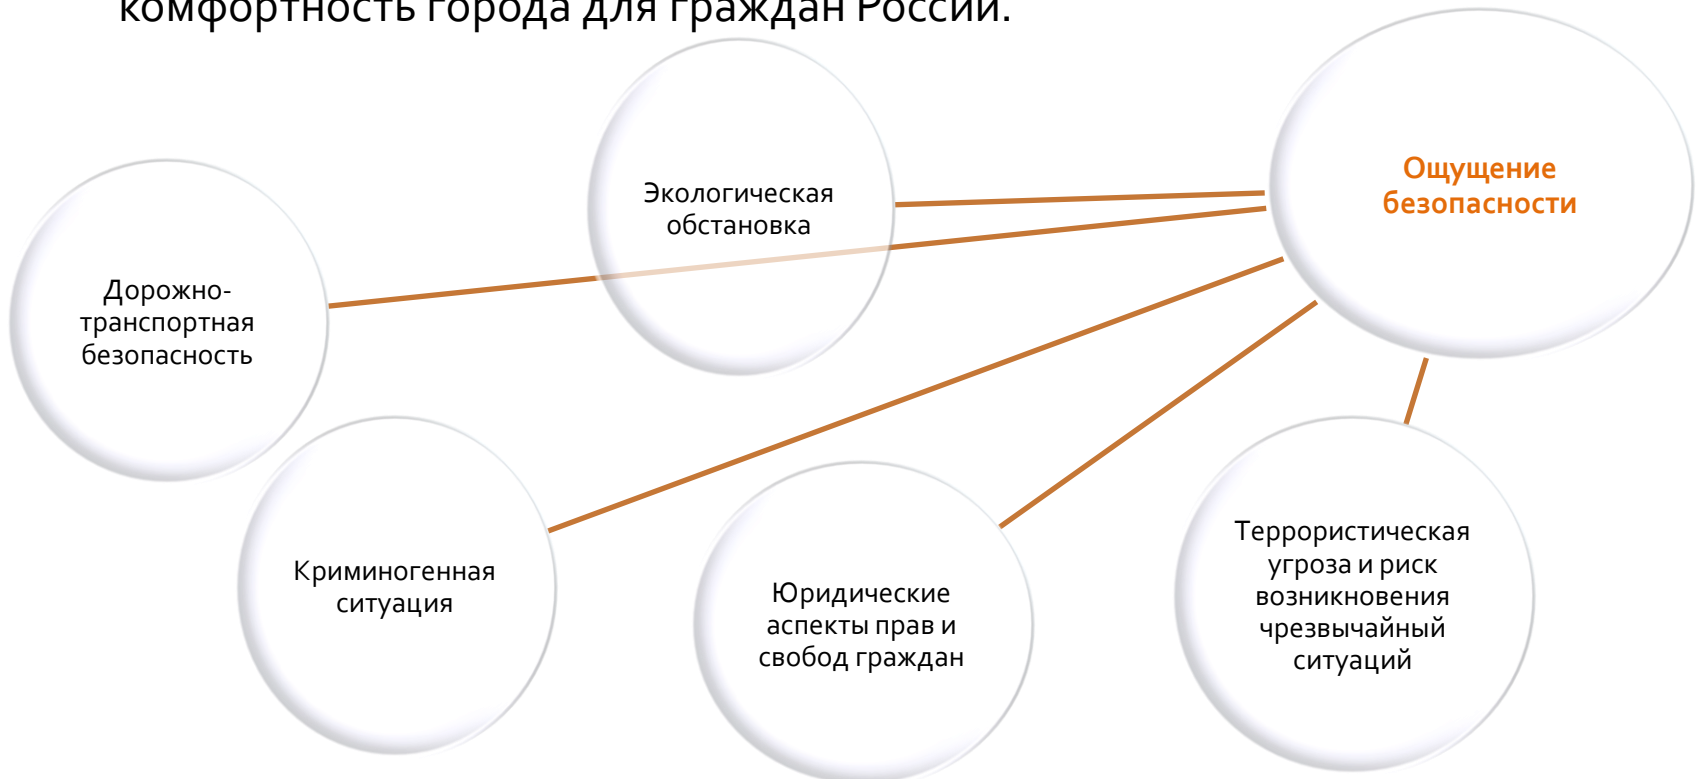 комфортность города для граждан России.
Ощущение
безопасности
Экологическая
обстановка
Дорожно-
транспортная
безопасность
Криминогенная
ситуация
Юридические
аспекты прав и
свобод граждан
Террористическая
угроза и риск
возникновения
чрезвычайный
ситуаций